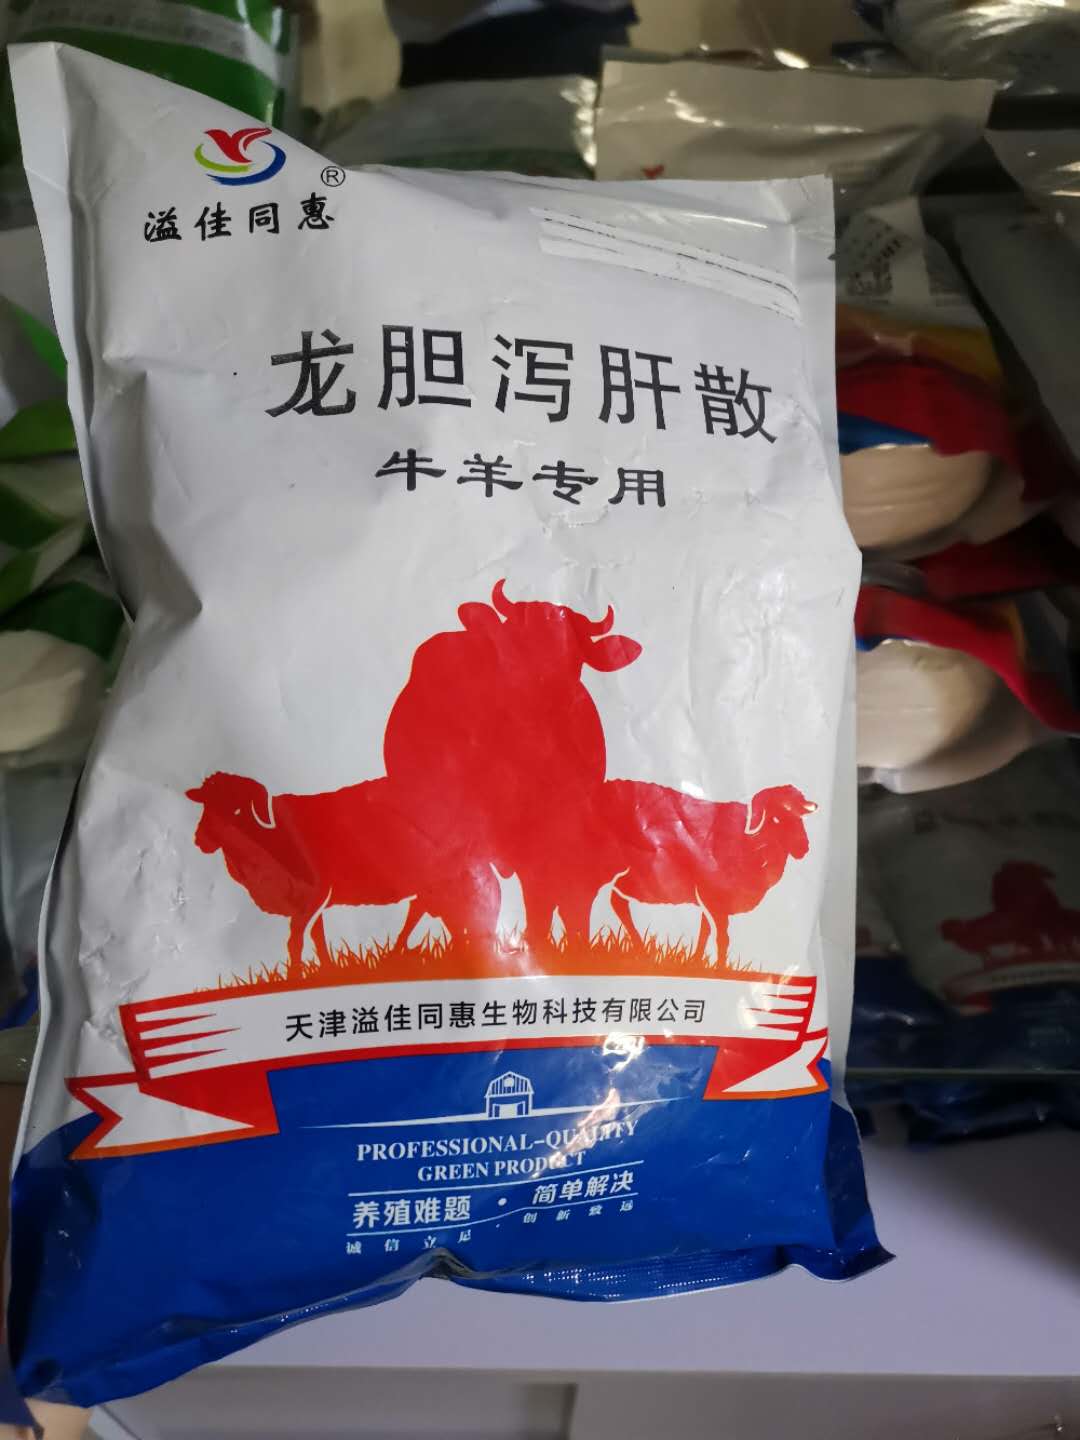 溢佳同惠®
龙胆泻肝散
牛羊专用
天津溢佳同惠生物科技有限公司
PROFESSIONAL-QUALITY
GREEN PRODUCT
养殖难题·简单解决
诚信立足·创新致远